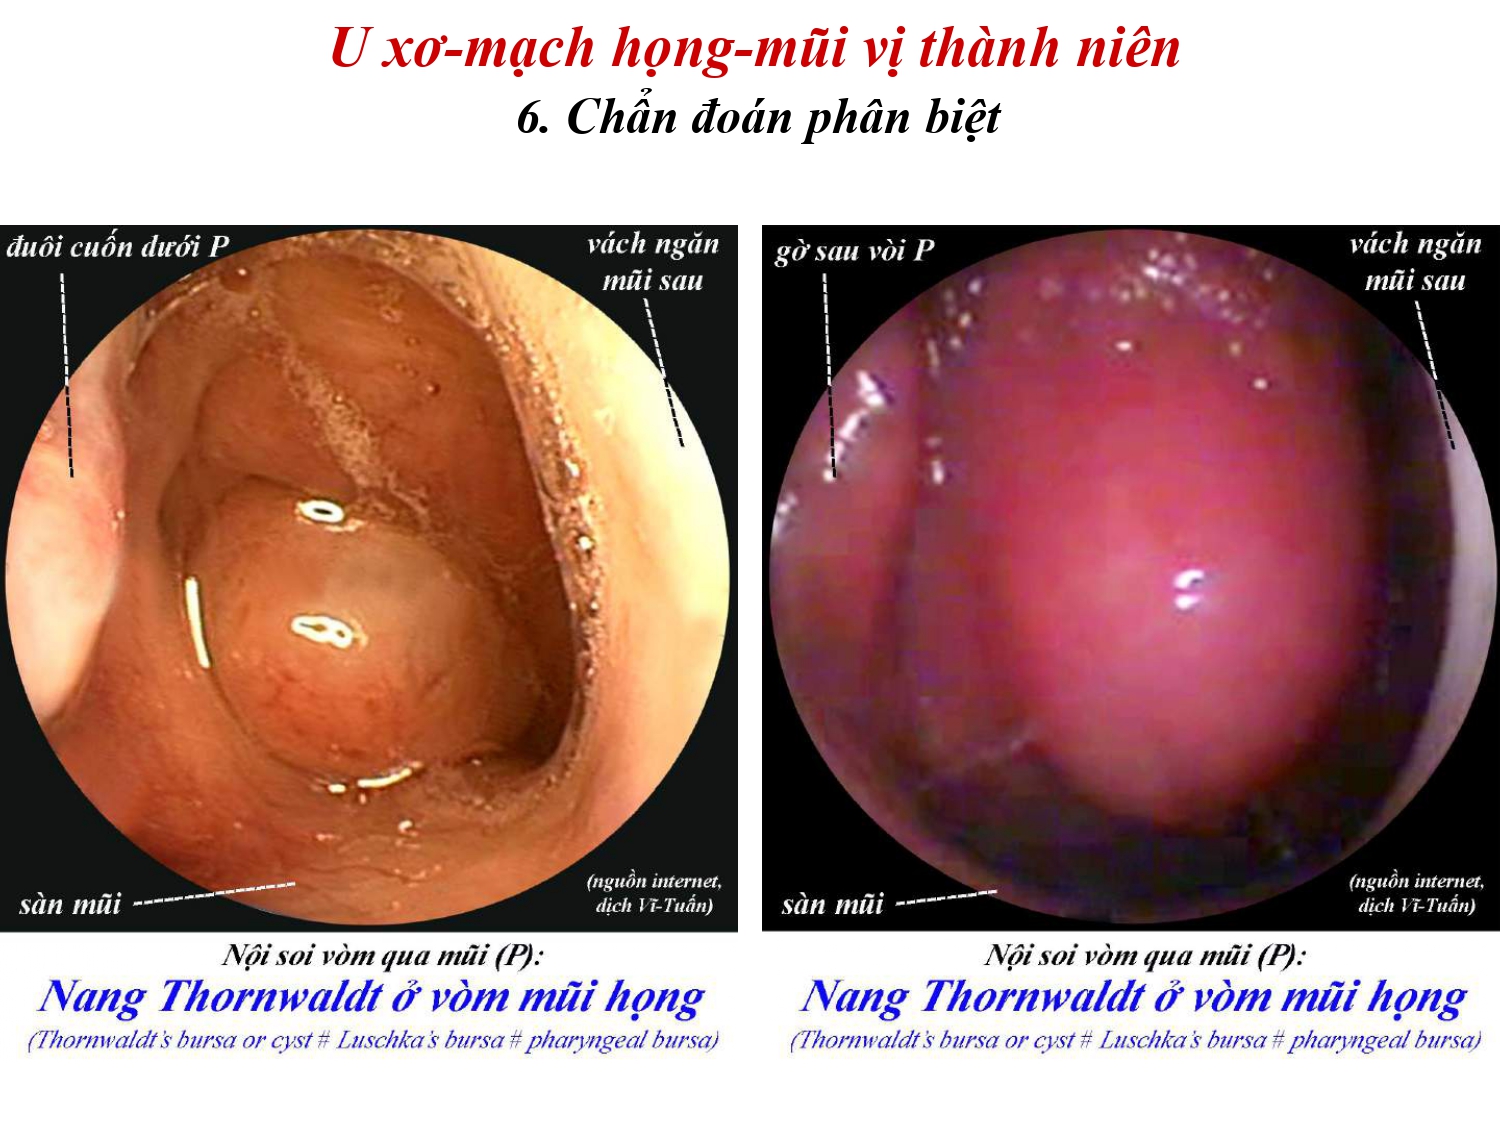 U xơ-mạch họng-mũi vị thành niên
6. Chẩn đoán phân biệt
đuôi cuốn dưới P
vách ngăn
mũi sau
sàn mũi
(nguồn internet,
dịch Vĩ-Tuấn)
Nội soi vòm qua mũi (P):
Nang Thornwaldt ở vòm mũi họng
(Thornwaldt's bursa or cyst # Luschka's bursa # pharyngeal bursa)
gờ sau vòi P
vách ngăn
mũi sau
sàn mũi
(nguồn internet,
dịch Vĩ-Tuấn)
Nội soi vòm qua mũi (P):
Nang Thornwaldt ở vòm mũi họng
(Thornwaldt's bursa or cyst # Luschka's bursa # pharyngeal bursa)